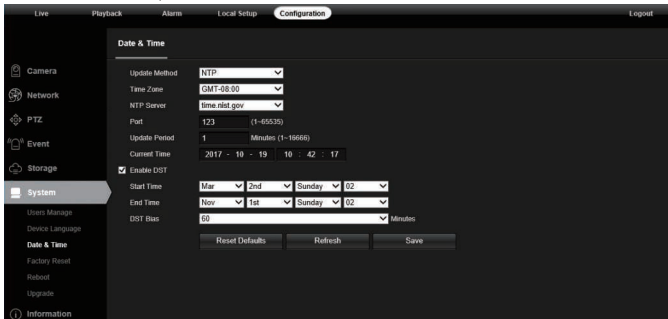 Live Playback Alarm Local Setup Configuration Logout
Date & Time
Camera
Network
PTZ
Event
Storage
System
Users Manage
Device Language
Date & Time
Factory Reset
Reboot
Upgrade
Information
Update Method NTP
Time Zone GMT-08:00
NTP Server time.nist.gov
Port 123 (1~65535)
Update Period 1 Minutes (1~16666)
Current Time 2017 - 10 - 19 10 : 42 : 17
Enable DST
Start Time Mar 2nd Sunday 02
End Time Nov 1st Sunday 02
DST Bias 60 Minutes
Reset Defaults Refresh Save